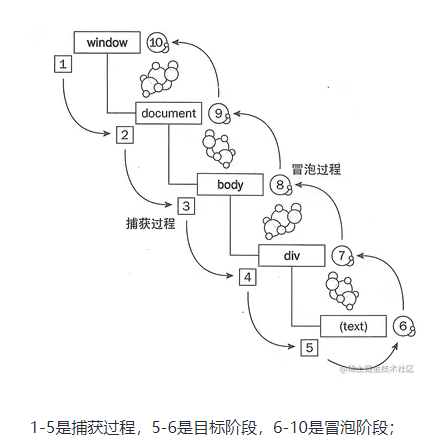 window
10
1
document
9
2
冒泡过程
body
8
3
捕获过程
div
7
4
(text)
6
5
@稀土掘金技术社区
1-5是捕获过程，5-6是目标阶段，6-10是冒泡阶段；